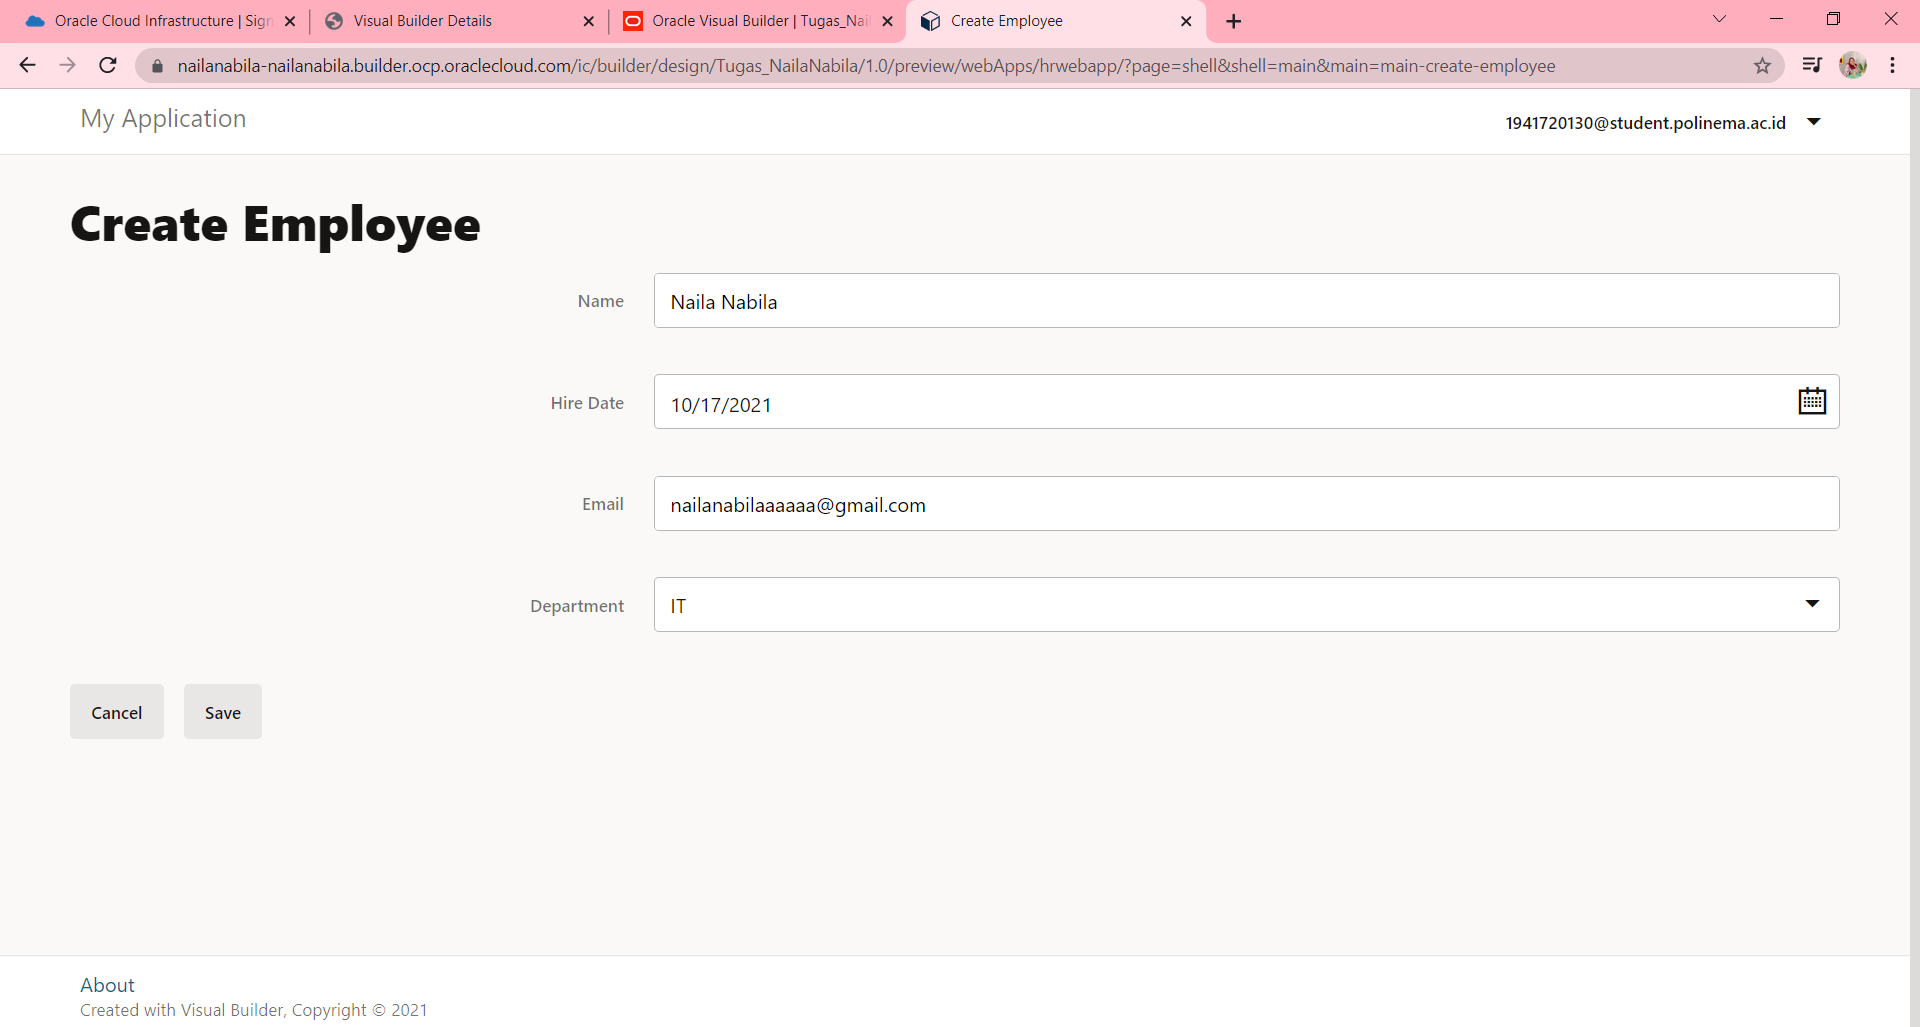 Oracle Cloud Infrastructure | Sign
Visual Builder Details
Oracle Visual Builder | Tugas_Nail
Create Employee
nailanabila-nailanabila.builder.ocp.oraclecloud.com/ic/builder/design/Tugas_NailaNabila/1.0/preview/webApps/hrwebapp/?page=shell&shell=main&main=main-create-employee
My Application
1941720130@student.polinema.ac.id
Create Employee
Name
Naila Nabila
Hire Date
10/17/2021
Email
nailanabilaaaaaa@gmail.com
Department
IT
Cancel
Save
About
Created with Visual Builder, Copyright © 2021